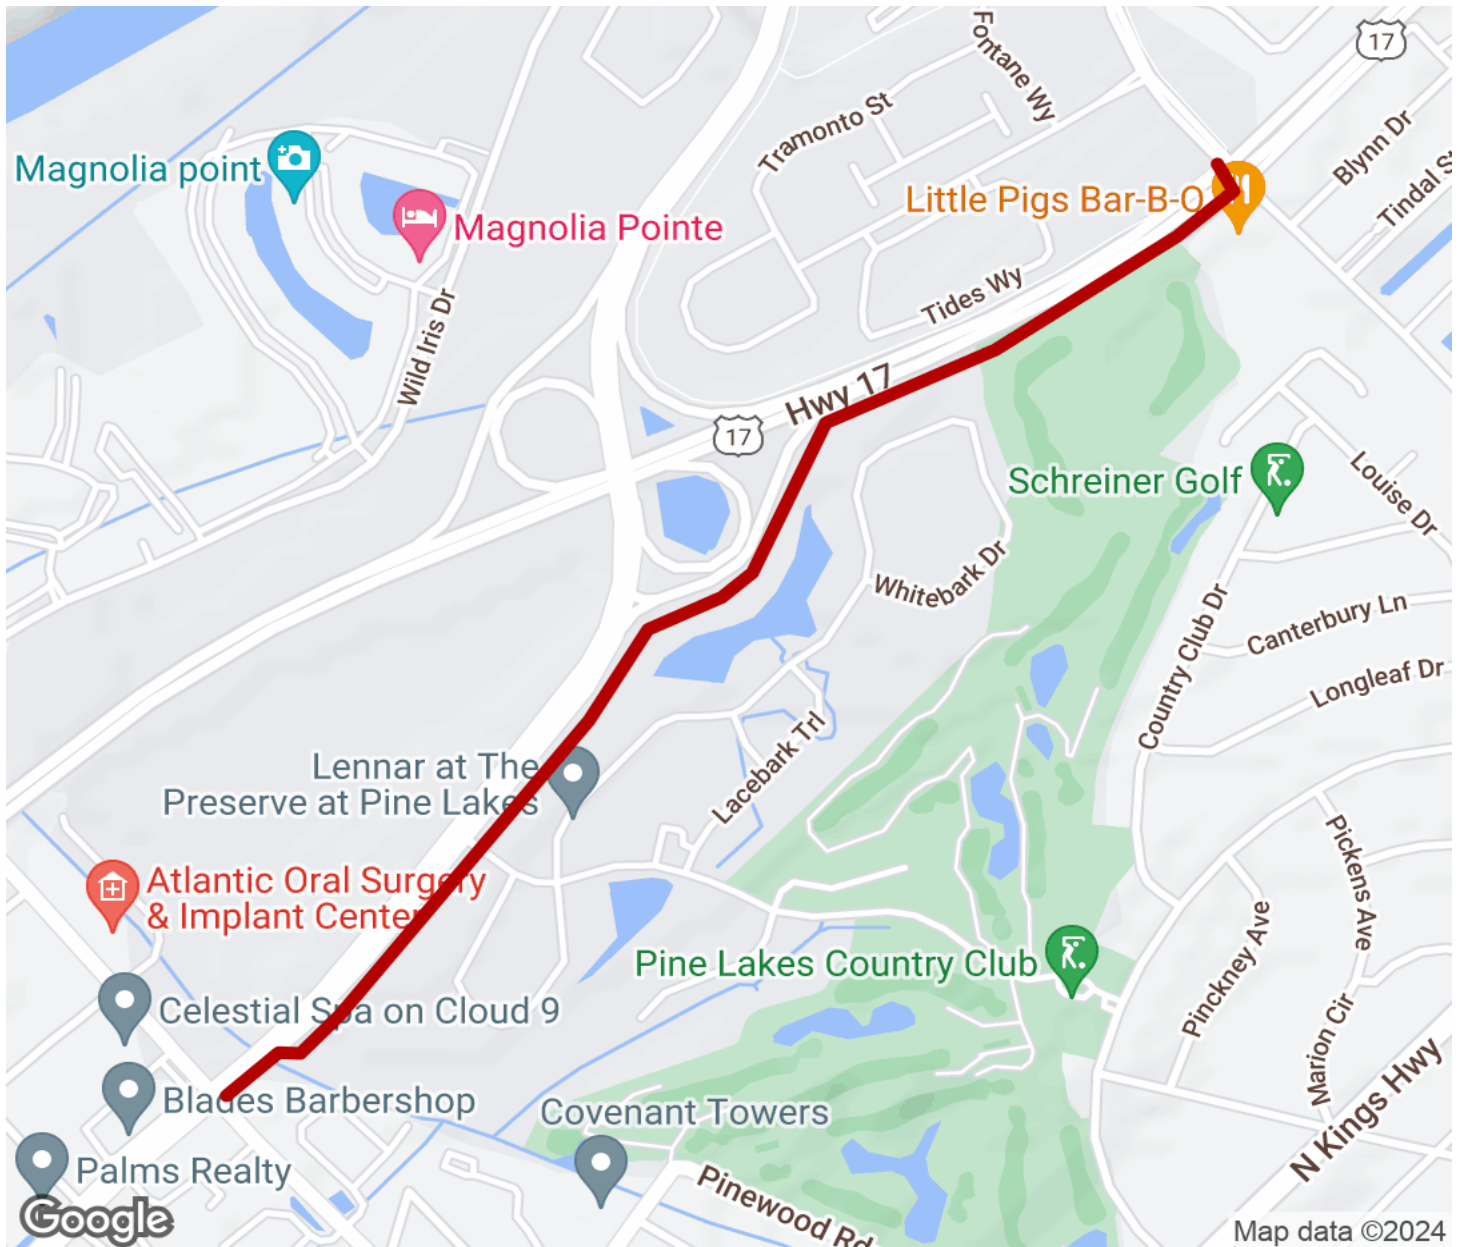 17
Fontane Wy
Tramonto St
Blynn Dr
Magnolia point
Little Pigs Bar-B-Q
Tindal St
Magnolia Pointe
Tides Wy
Wild Iris Dr
Hwy 17
17
Schreiner Golf
Louise Dr
Whitebark Dr
Canterbury Ln
Country Club Dr
Longleaf Dr
Lennar at The
Preserve at Pine Lakes
Lacebark Trl
Pickens Ave
Atlantic Oral Surgery
& Implant Center
Pine Lakes Country Club
Pinckney Ave
Celestial Spa on Cloud 9
Marion Cir
N Kings Hwy
Blades Barbershop
Covenant Towers
Palms Realty
Pinewood Rd
Google
Map data ©2024